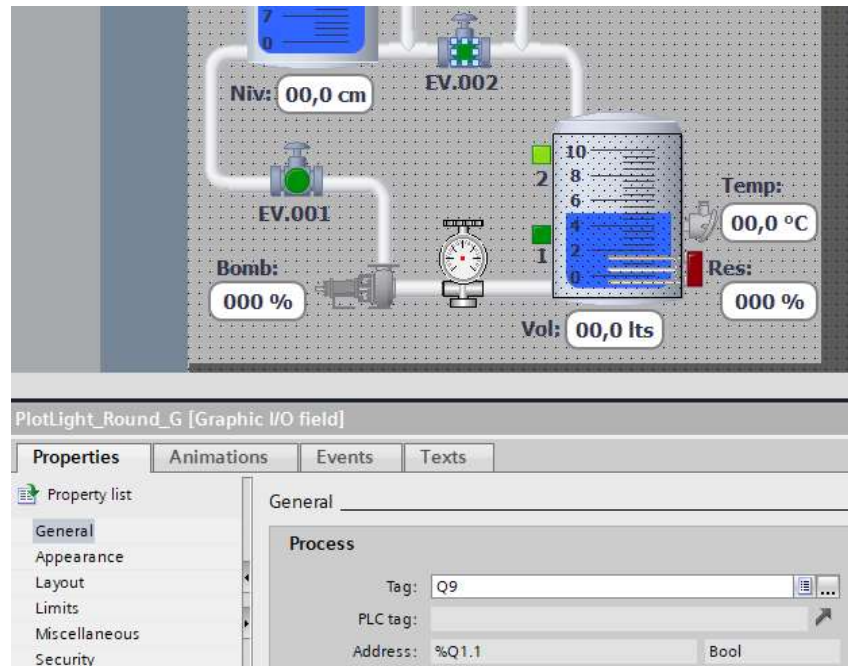 7
0
EV.002
Niv: 00,0 cm
10
2 8
6
4
1 2
0
Temp:
00,0 ºC
EV.001
Bomb:
000 %
Res:
000 %
Vol: 00,0 lts
PlotLight_Round_G [Graphic I/O field]
Properties Animations Events Texts
Property list
General
Appearance
Layout
Limits
Miscellaneous
Security
General
Process
Tag: Q9
...
PLC tag:
Address: %Q1.1 Bool